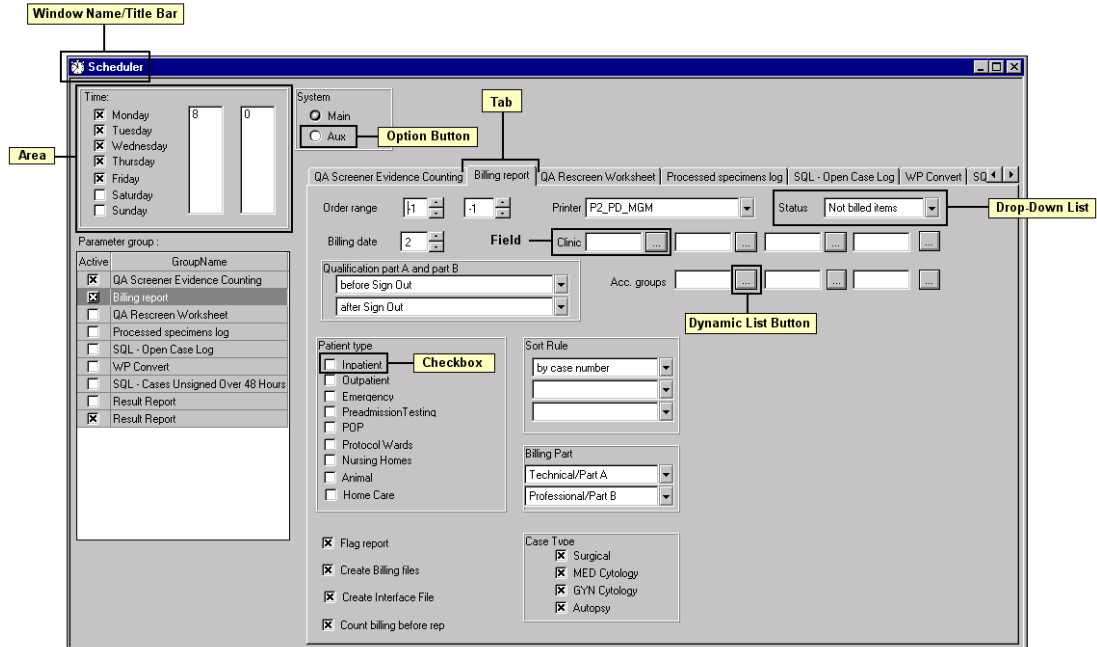 Window Name/Title Bar
Scheduler
Time:
Monday
Tuesday
Wednesday
Thursday
Friday
Saturday
Sunday
8
0
Area
System
Main
Aux
Option Button
Tab
QA Screener Evidence Counting
Billing report
QA Rescreen Worksheet
Processed specimens log
SQL - Open Case Log
WP Convert
SQ
Order range
-1
-1
Printer
P2_PD_MGM
Status
Not billed items
Drop-Down List
Billing date
2
Field
Clinic
...
...
...
...
Acc. groups
...
...
...
Dynamic List Button
Parameter group :
Active GroupName
QA Screener Evidence Counting
Billing report
QA Rescreen Worksheet
Processed specimens log
SQL - Open Case Log
WP Convert
SQL - Cases Unsigned Over 48 Hours
Result Report
Result Report
Qualification part A and part B
before Sign Out
after Sign Out
Patient type
Inpatient
Checkbox
Outpatient
Emergency
PreadmissionTesting
POP
Protocol Wards
Nursing Homes
Animal
Home Care
Sort Rule
by case number
Billing Part
Technical/Part A
Professional/Part B
Flag report
Create Billing files
Create Interface File
Count billing before rep
Case Type
Surgical
MED Cytology
GYN Cytology
Autopsy